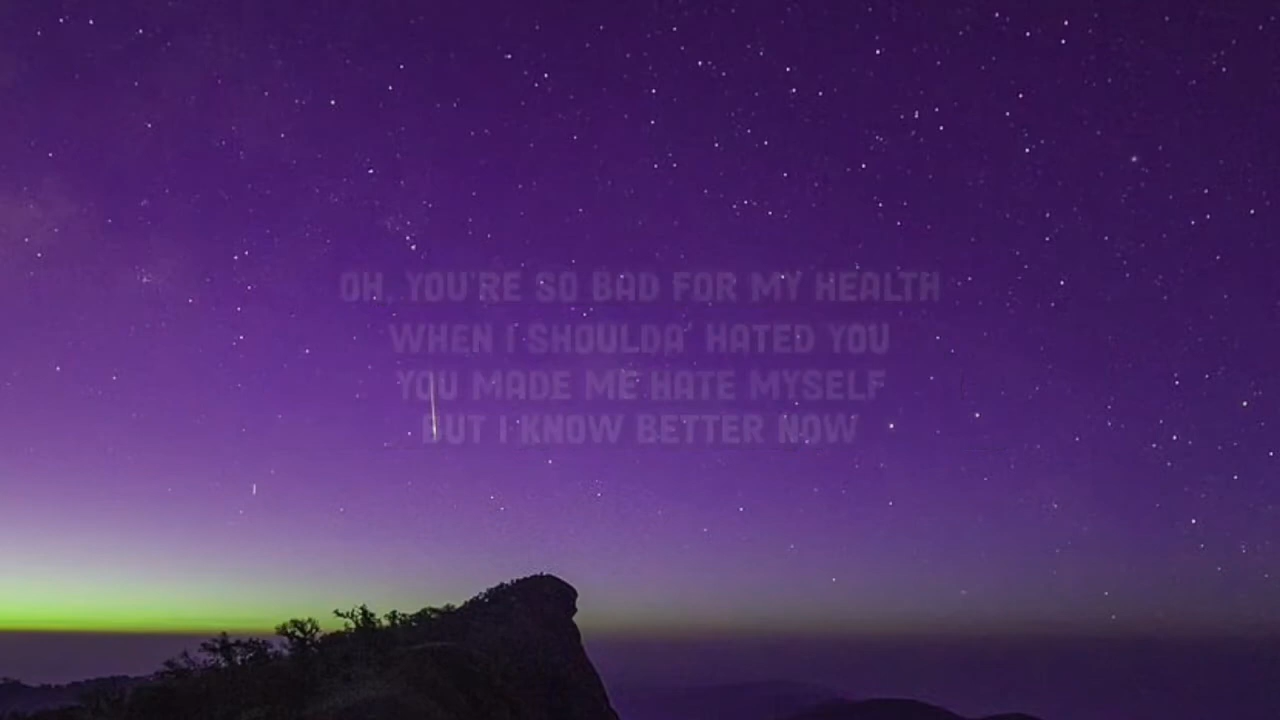 OH, YOU'RE SO BAD FOR MY HEALTH
WHEN I SHOULDA' HATED YOU
YOU MADE ME HATE MYSELF
BUT I KNOW BETTER NOW